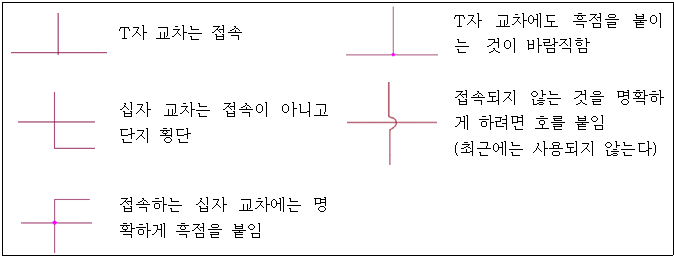 T자 교차는 접속
T자 교차에도 흑점을 붙이
는 것이 바람직함
십자 교차는 접속이 아니고
단지 횡단
접속되지 않는 것을 명확하
게 하려면 호를 붙임
(최근에는 사용되지 않는다)
접속하는 십자 교차에는 명
확하게 흑점을 붙임